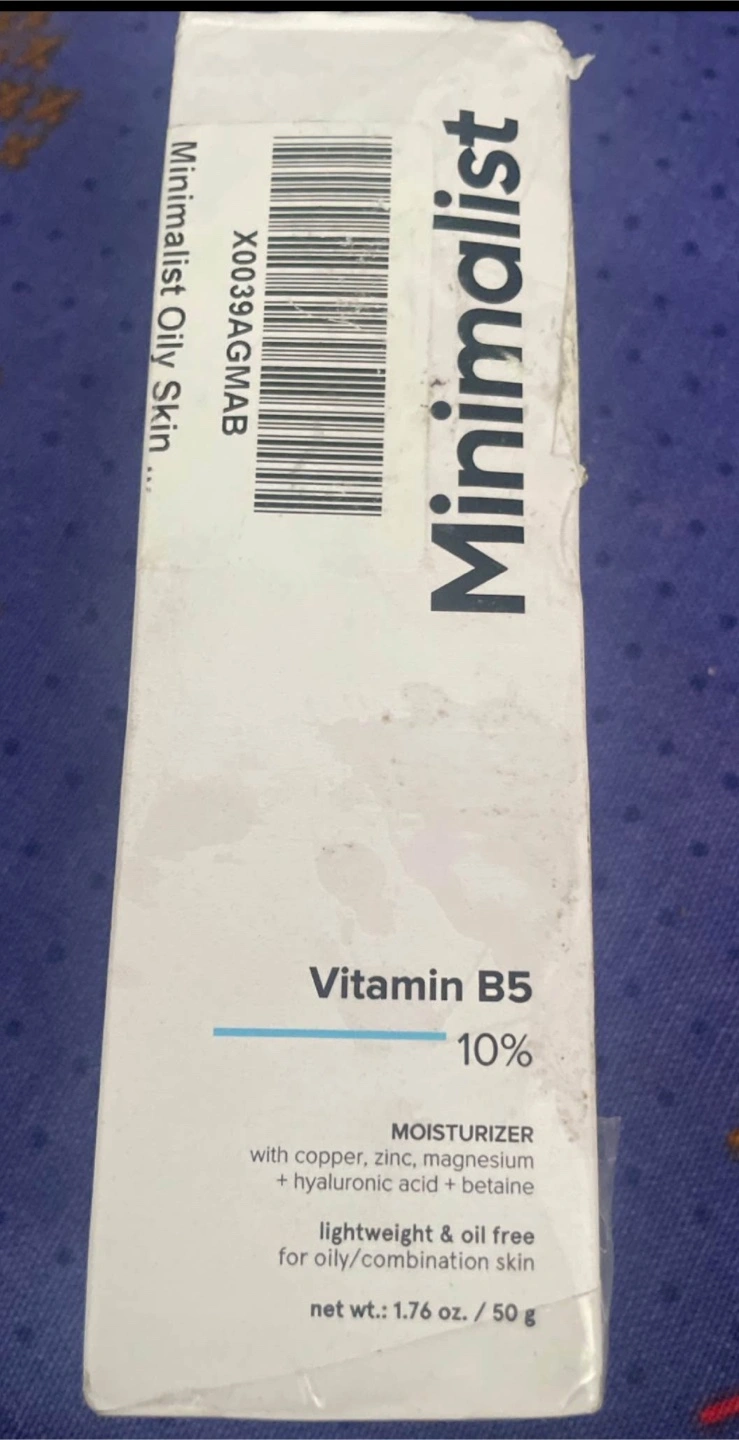 Minimalist
X0039AGMAB
Minimalist Oily Skin ...
Vitamin B5
10%
MOISTURIZER
with copper, zinc, magnesium
+ hyaluronic acid + betaine
lightweight & oil free
for oily/combination skin
net wt.: 1.76 oz. / 50 g